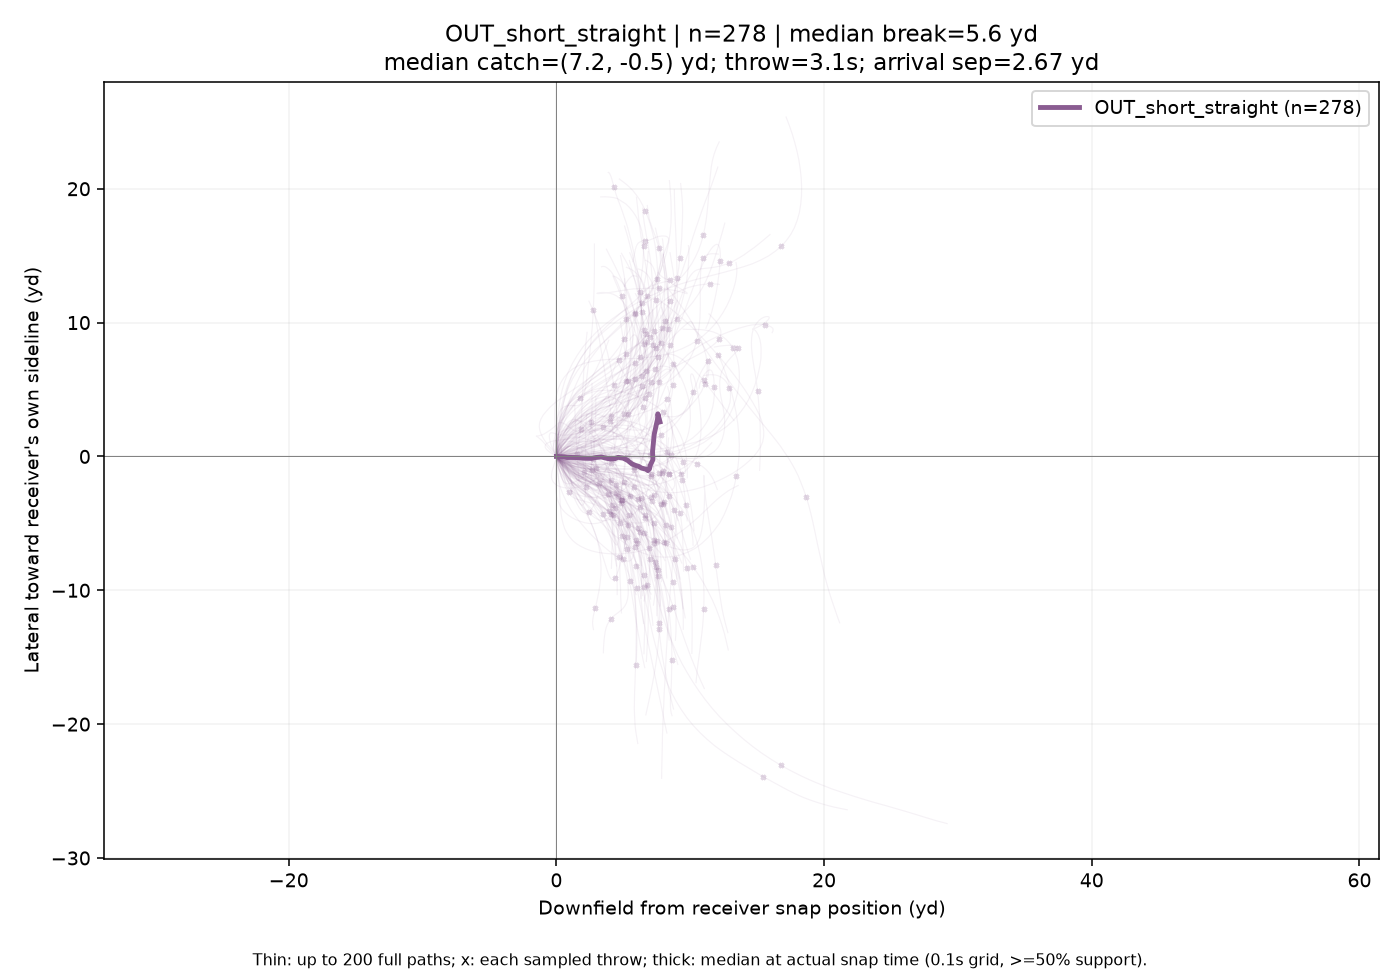 OUT_short_straight | n=278 | median break=5.6 yd
median catch=(7.2, -0.5) yd; throw=3.1s; arrival sep=2.67 yd
OUT_short_straight (n=278)
Lateral toward receiver's own sideline (yd)
20
10
0
−10
−20
−30
−20
0
20
40
60
Downfield from receiver snap position (yd)
Thin: up to 200 full paths; x: each sampled throw; thick: median at actual snap time (0.1s grid, >=50% support).